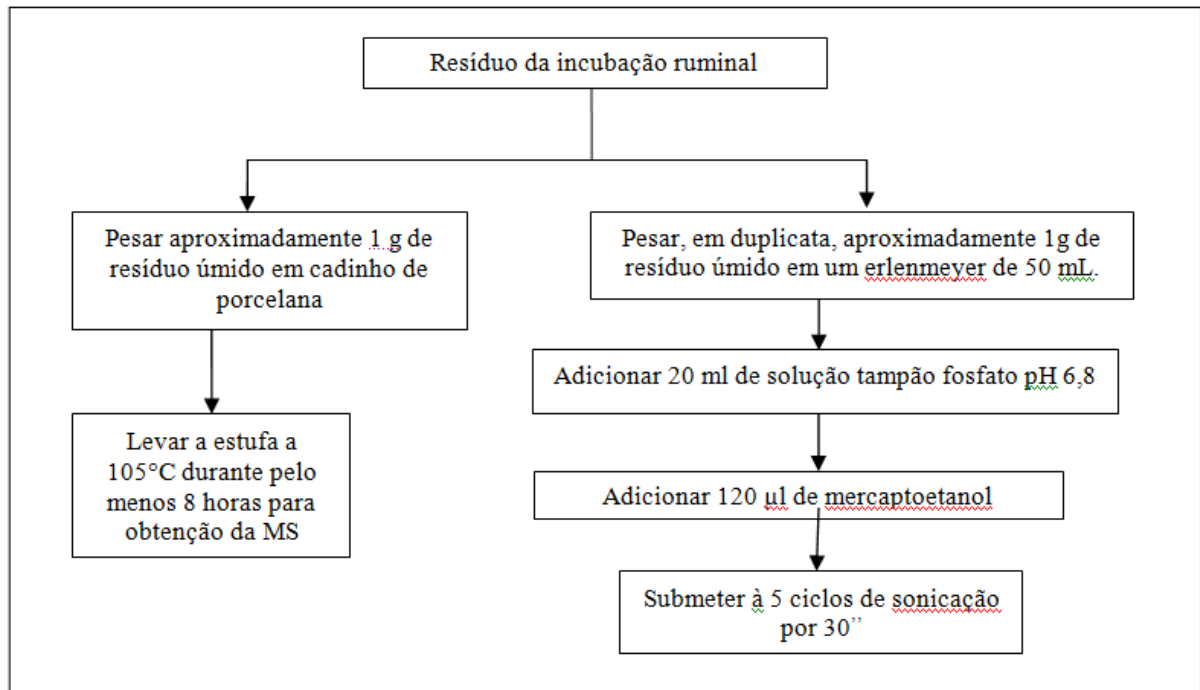 Resíduo da incubação ruminal
Pesar aproximadamente 1 g de
resíduo úmido em cadinho de
porcelana
Levar a estufa a
105°C durante pelo
menos 8 horas para
obtenção da MS
Pesar, em duplicata, aproximadamente 1g de
resíduo úmido em um erlenmeyer de 50 mL.
Adicionar 20 ml de solução tampão fosfato pH 6,8
Adicionar 120 µl de mercaptoetanol
Submeter à 5 ciclos de sonicação
por 30’’